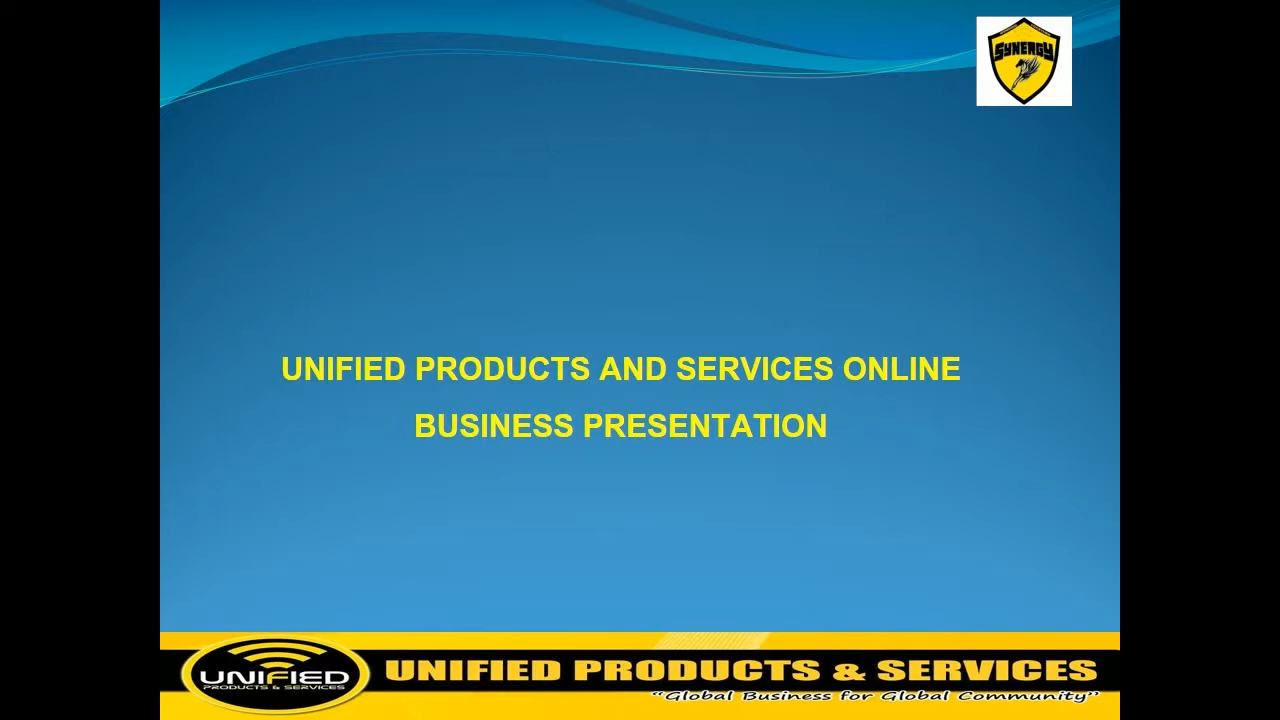 SYNERGY
UNIFIED PRODUCTS AND SERVICES ONLINE
BUSINESS PRESENTATION
UNIFIED
PRODUCTS & SERVICES
UNIFIED PRODUCTS & SERVICES
"Global Business for Global Community"